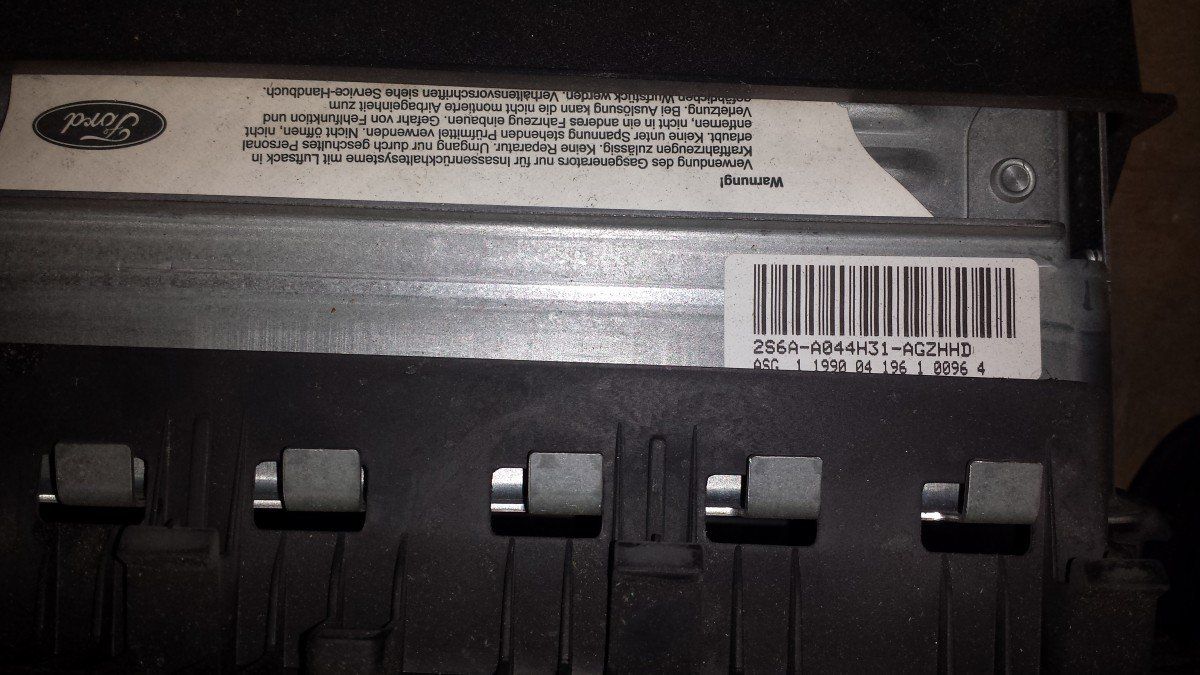 Ford
Warnung!
Verwendung des Gasgenerators nur für Insassenrückhaltesysteme mit Luftsack in
Kraftfahrzeugen zulässig. Keine Reparatur. Umgang nur durch geschultes Personal
erlaubt. Keine unter Spannung stehenden Prüfmittel verwenden. Nicht öffnen, nicht
entfernen, nicht in ein anderes Fahrzeug einbauen. Gefahr von Fehlfunktion und
Verletzung. Bei Auslösung kann die nicht montierte Airbageinheit zum
gefährlichen Wurfstück werden. Verhaltensvorschriften siehe Service-Handbuch.
2S6A-A044H31-AGZHHD
ASG 1 1990 04 196 1 0096 4